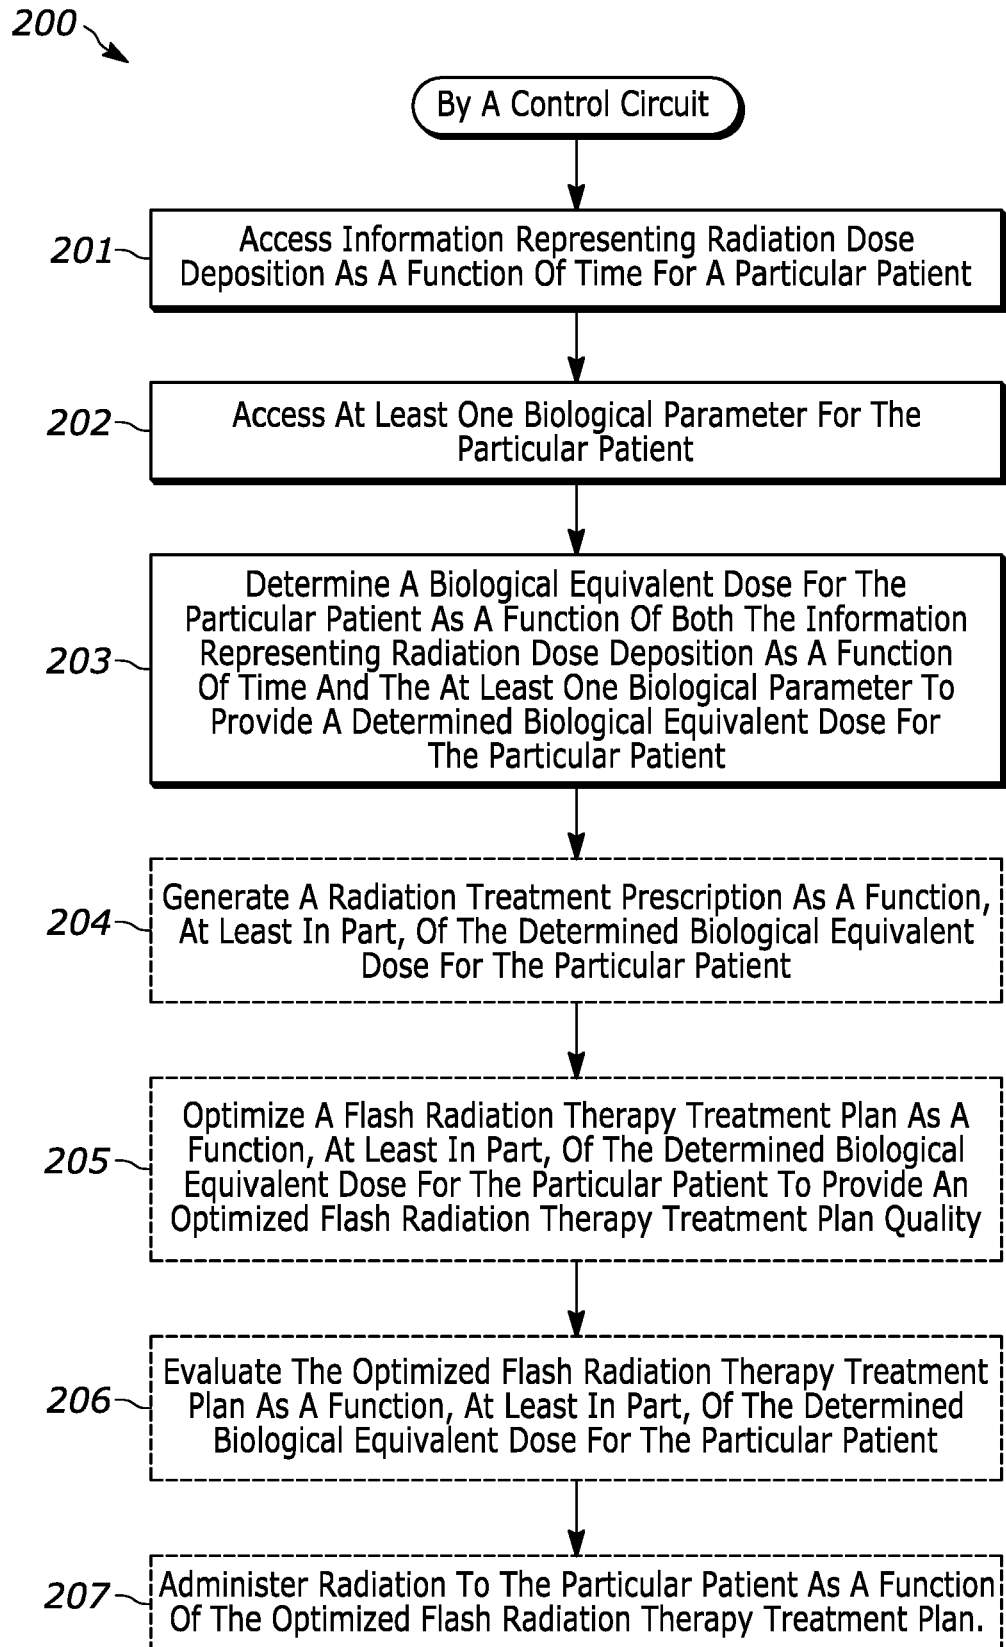 200
By A Control Circuit
201
Access Information Representing Radiation Dose
Deposition As A Function Of Time For A Particular Patient
202
Access At Least One Biological Parameter For The
Particular Patient
203
Determine A Biological Equivalent Dose For The
Particular Patient As A Function Of Both The Information
Representing Radiation Dose Deposition As A Function
Of Time And The At Least One Biological Parameter To
Provide A Determined Biological Equivalent Dose For
The Particular Patient
204
Generate A Radiation Treatment Prescription As A Function,
At Least In Part, Of The Determined Biological Equivalent
Dose For The Particular Patient
205
Optimize A Flash Radiation Therapy Treatment Plan As A
Function, At Least In Part, Of The Determined Biological
Equivalent Dose For The Particular Patient To Provide An
Optimized Flash Radiation Therapy Treatment Plan Quality
206
Evaluate The Optimized Flash Radiation Therapy Treatment
Plan As A Function, At Least In Part, Of The Determined
Biological Equivalent Dose For The Particular Patient
207
Administer Radiation To The Particular Patient As A Function
Of The Optimized Flash Radiation Therapy Treatment Plan.